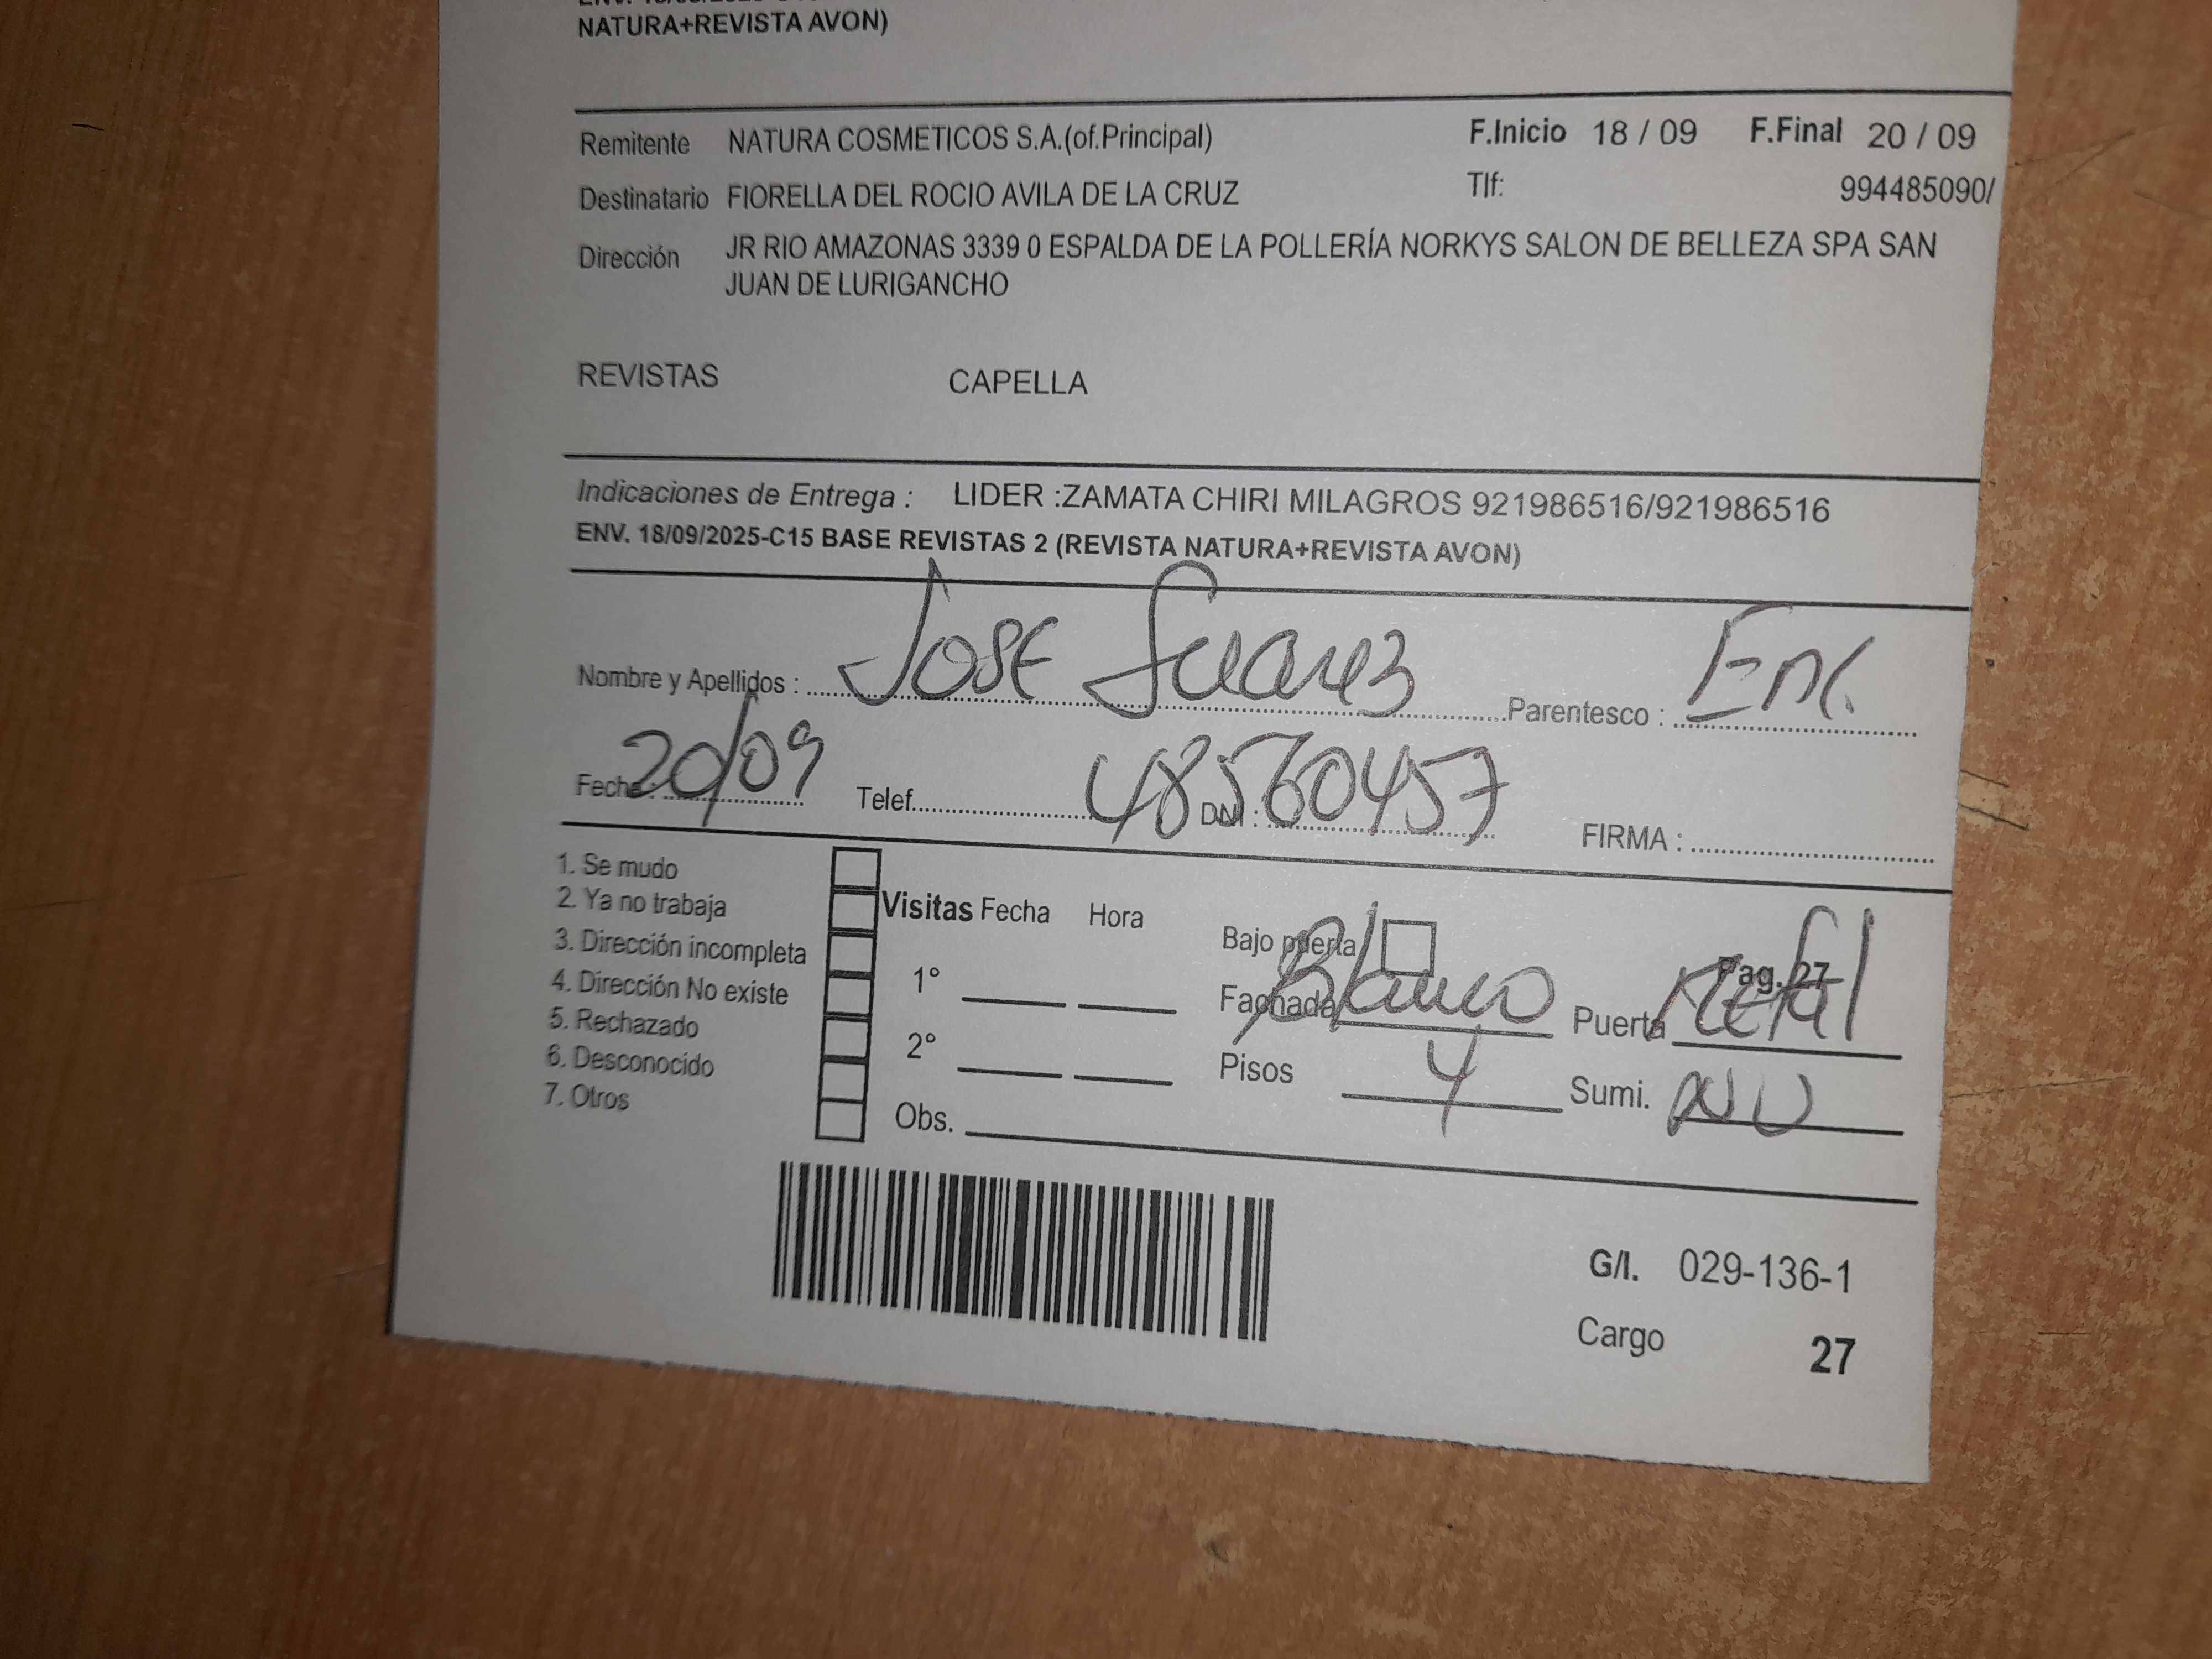 NATURA+REVISTA AVON)
Remitente NATURA COSMETICOS S.A.(of.Principal) F.Inicio 18 / 09 F.Final 20 / 09
Destinatario FIORELLA DEL ROCIO AVILA DE LA CRUZ Tlf: 994485090/
Dirección JR RIO AMAZONAS 3339 0 ESPALDA DE LA POLLERÍA NORKYS SALON DE BELLEZA SPA SAN
JUAN DE LURIGANCHO
REVISTAS CAPELLA
Indicaciones de Entrega : LIDER :ZAMATA CHIRI MILAGROS 921986516/921986516
ENV. 18/09/2025-C15 BASE REVISTAS 2 (REVISTA NATURA+REVISTA AVON)
Nombre y Apellidos : José Suarez Parentesco : Enc.
Fecha : 20/09 Telef. DNI : 48560457 FIRMA :
1. Se mudo
2. Ya no trabaja
3. Dirección incompleta
4. Dirección No existe
5. Rechazado
6. Desconocido
7. Otros
Visitas Fecha Hora
1°
2°
Obs.
Bajo puerta
Pag. 27
Fachada Blanco Puerta Metal
Pisos 4 Sumi. NO
G/I. 029-136-1
Cargo 27